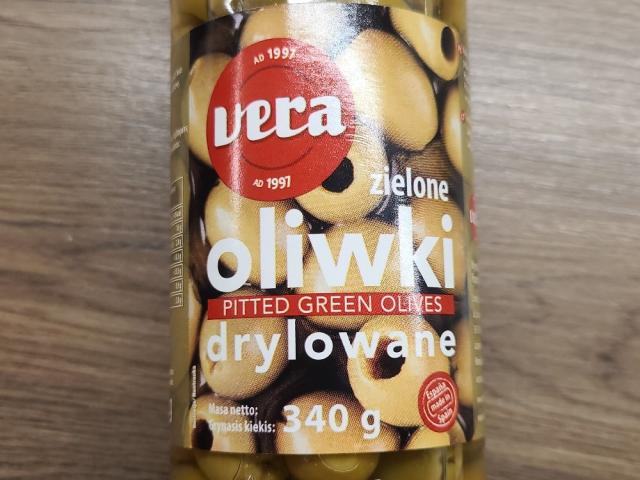 AD 1997
vera
AD 1997
zielone
oliwki
PITTED GREEN OLIVES
drylowane
España
made in
Spain
Masa netto:
Grynasis kiekis: 340 g